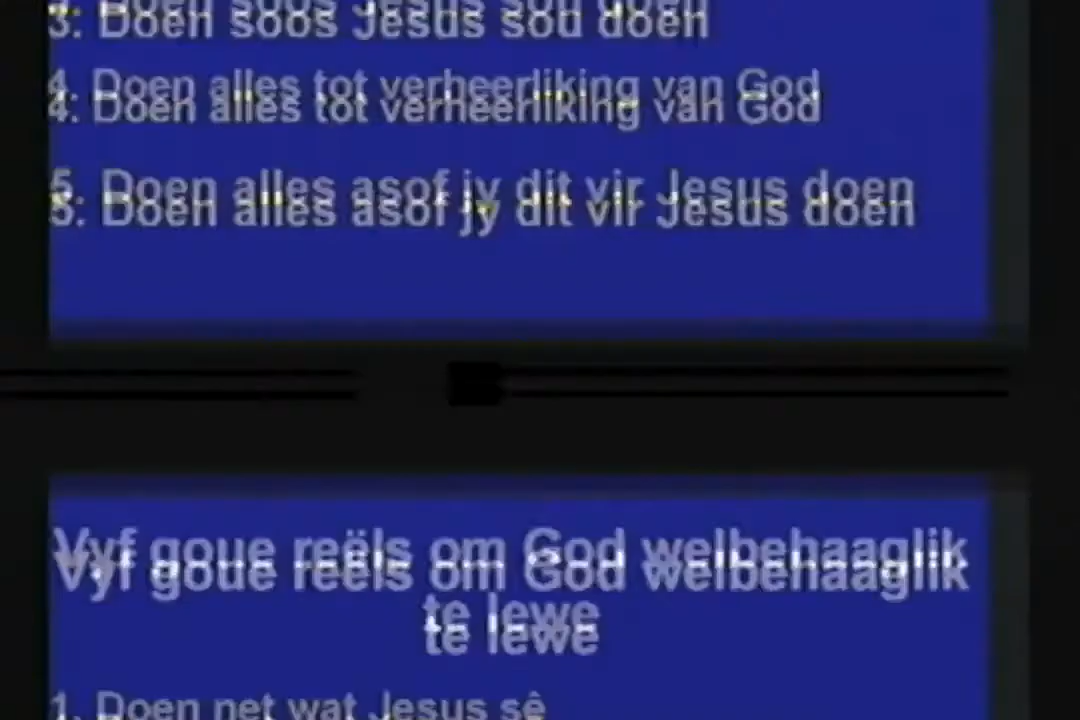 3. Doen soos Jesus sou doen
4. Doen alles tot verheerliking van God
5. Doen alles asof jy dit vir Jesus doen
Vyf goue reëls om God welbehaaglik
te lewe
1. Doen net wat Jesus sê